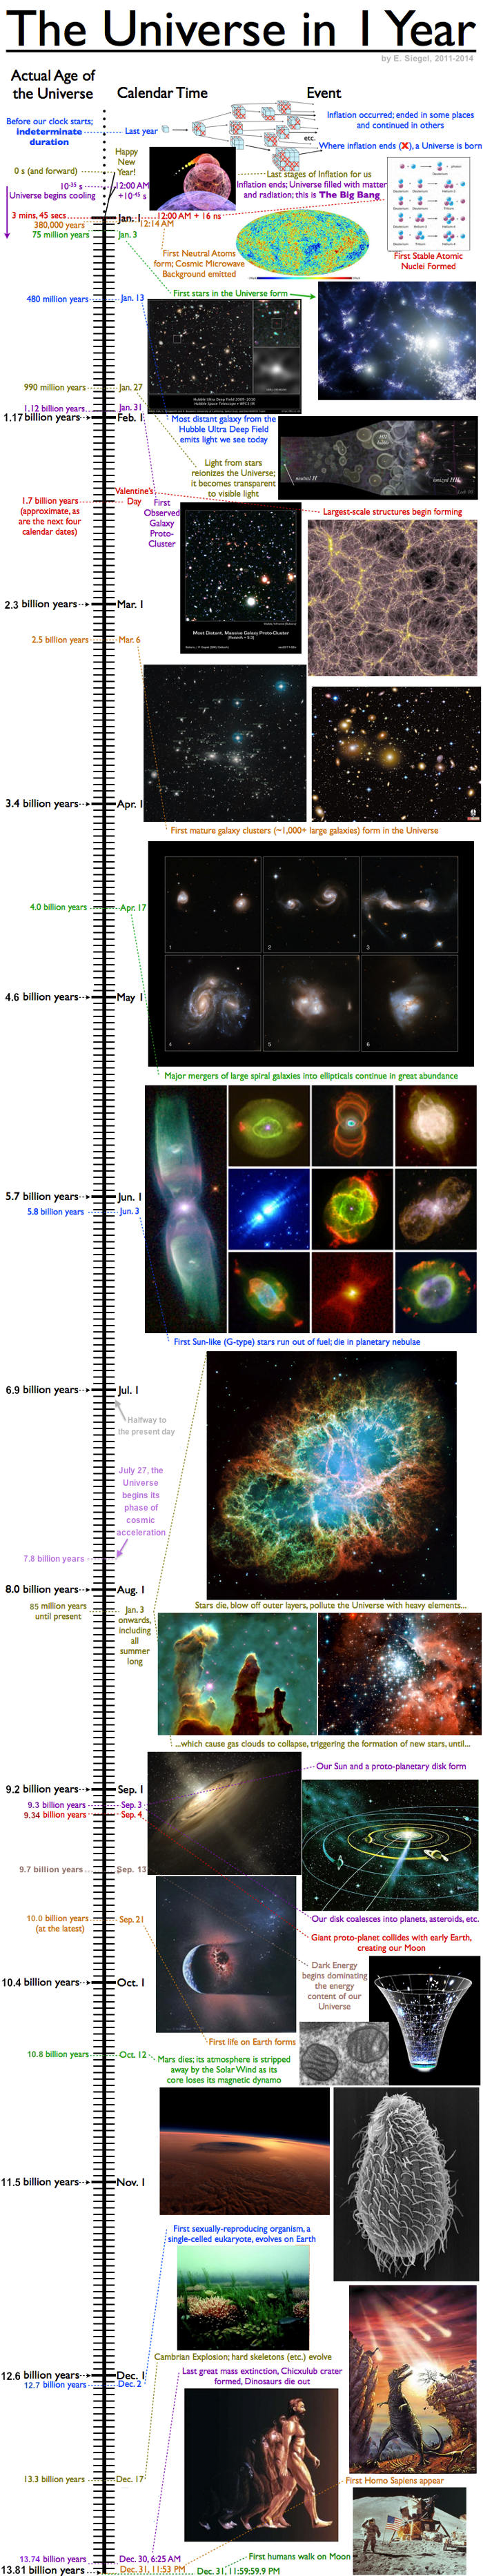 The Universe in 1 Year
by E. Siegel, 2011-2014
Actual Age of
the Universe
Calendar Time
Event
Before our clock starts;
indeterminate
duration
Last year
etc.
Inflation occurred; ended in some places
and continued in others
Where inflation ends (X), a Universe is born
Happy
New
Year!
0 s (and forward)
Last stages of Inflation for us
10-35 s
Universe begins cooling
12:00 AM
+10-45 s
Inflation ends; Universe filled with matter
and radiation; this is The Big Bang
3 mins, 45 secs
Jan. 1
12:00 AM + 16 ns
380,000 years
12:14 AM
75 million years
Jan. 3
First Neutral Atoms
form; Cosmic Microwave
Background emitted
First Stable Atomic
Nuclei Formed
First stars in the Universe form
480 million years
Jan. 13
Hubble Ultra Deep Field 2009-2010
Hubble Space Telescope • WFC3/IR
990 million years
Jan. 27
1.12 billion years
Jan. 31
1.17 billion years
Feb. 1
Most distant galaxy from the
Hubble Ultra Deep Field
emits light we see today
neutral H
ionized HII
Light from stars
reionizes the Universe;
it becomes transparent
to visible light
1.7 billion years
(approximate, as
are the next four
calendar dates)
Valentine's
Day
First
Observed
Galaxy
Proto-
Cluster
Largest-scale structures begin forming
Most Distant, Massive Galaxy Proto-Cluster
2.3 billion years
Mar. 1
2.5 billion years
Mar. 6
3.4 billion years
Apr. 1
First mature galaxy clusters (~1,000+ large galaxies) form in the Universe
4.0 billion years
Apr. 17
1
2
3
4
5
6
4.6 billion years
May 1
Major mergers of large spiral galaxies into ellipticals continue in great abundance
5.7 billion years
Jun. 1
5.8 billion years
Jun. 3
First Sun-like (G-type) stars run out of fuel; die in planetary nebulae
6.9 billion years
Jul. 1
Halfway to
the present day
July 27, the
Universe
begins its
phase of
cosmic
acceleration
7.8 billion years
8.0 billion years
Aug. 1
Stars die, blow off outer layers, pollute the Universe with heavy elements...
85 million years
until present
Jan. 3
onwards,
including
all
summer
long
...which cause gas clouds to collapse, triggering the formation of new stars, until...
Our Sun and a proto-planetary disk form
9.2 billion years
Sep. 1
9.3 billion years
Sep. 3
9.34 billion years
Sep. 4
9.7 billion years
Sep. 13
Our disk coalesces into planets, asteroids, etc.
10.0 billion years
(at the latest)
Sep. 21
Giant proto-planet collides with early Earth,
creating our Moon
Dark Energy
begins dominating
the energy
content of our
Universe
10.4 billion years
Oct. 1
First life on Earth forms
10.8 billion years
Oct. 12
Mars dies; its atmosphere is stripped
away by the Solar Wind as its
core loses its magnetic dynamo
11.5 billion years
Nov. 1
First sexually-reproducing organism, a
single-celled eukaryote, evolves on Earth
Cambrian Explosion; hard skeletons (etc.) evolve
12.6 billion years
Dec. 1
12.7 billion years
Dec. 2
Last great mass extinction, Chicxulub crater
formed, Dinosaurs die out
13.3 billion years
Dec. 17
First Homo Sapiens appear
First humans walk on Moon
13.74 billion years
Dec. 30, 6:25 AM
Dec. 31, 11:53 PM
13.81 billion years
Dec. 31, 11:59:59.9 PM